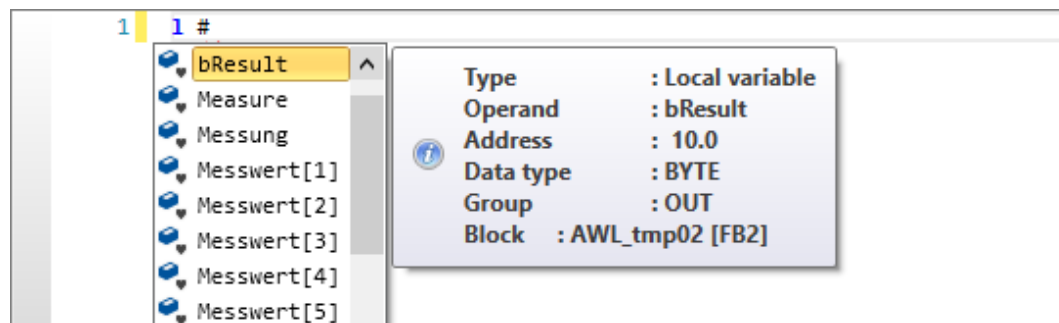 1 l #
bResult
Measure
Messung
Messwert[1]
Messwert[2]
Messwert[3]
Messwert[4]
Messwert[5]
Type : Local variable
Operand : bResult
Address : 10.0
Data type : BYTE
Group : OUT
Block : AWL_tmp02 [FB2]